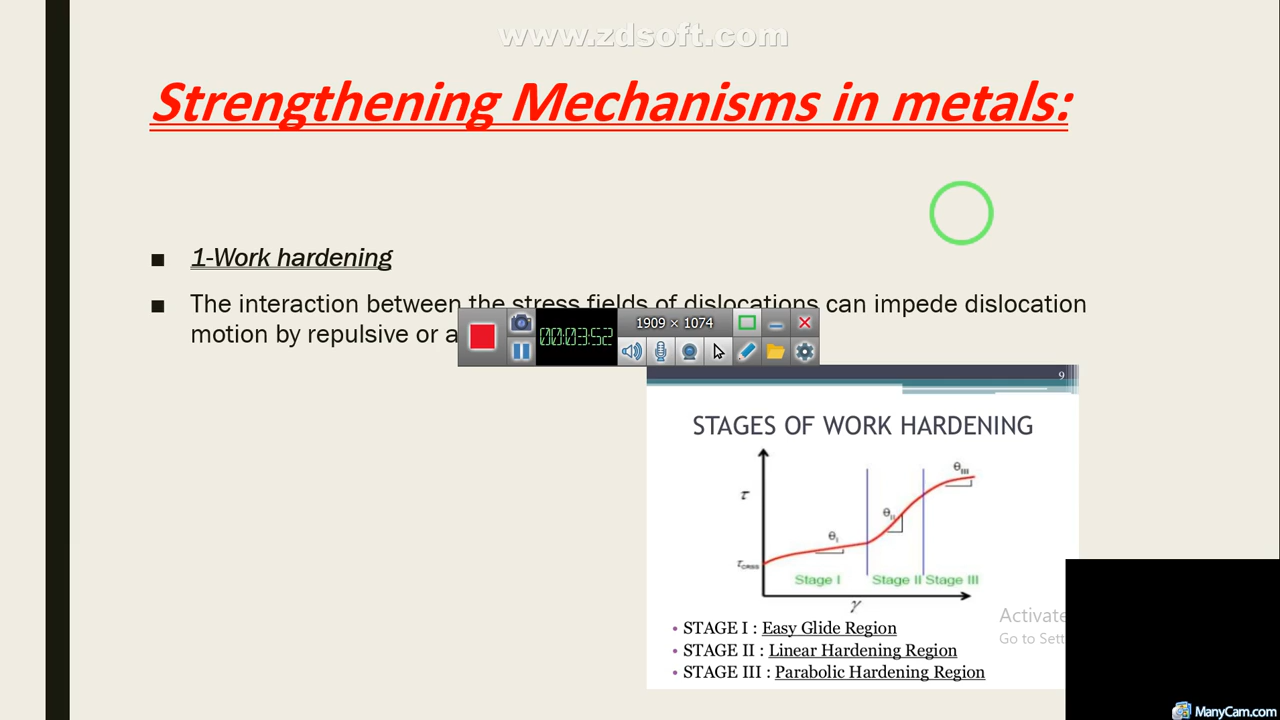 www.zdsoft.com
Strengthening Mechanisms in metals:
■ 1-Work hardening
■ The interaction between the stress fields of dislocations can impede dislocation
motion by repulsive or
00:03:52
1909 × 1074
9
STAGES OF WORK HARDENING
τ
θIII
θII
θI
τCRSS
Stage I Stage II Stage III
γ
• STAGE I : Easy Glide Region
• STAGE II : Linear Hardening Region
• STAGE III : Parabolic Hardening Region
Activate
Go to Sett
ManyCam.com